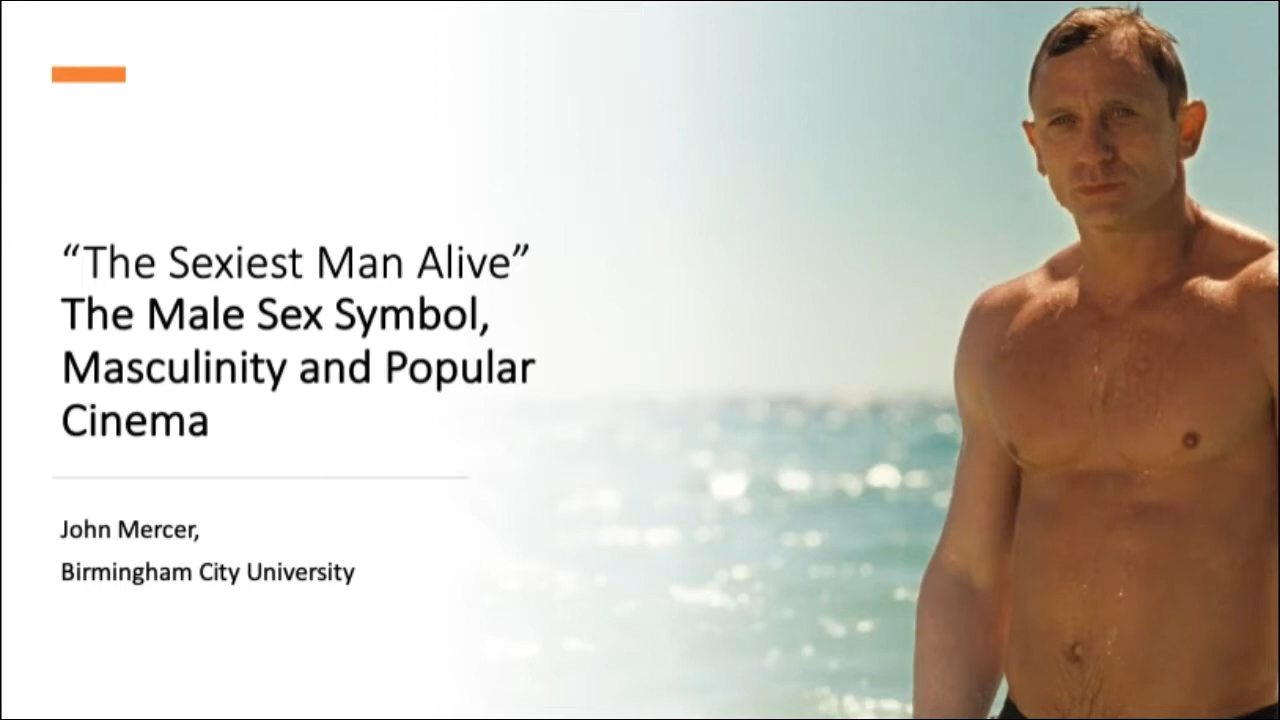 “The Sexiest Man Alive”
The Male Sex Symbol,
Masculinity and Popular
Cinema
John Mercer,
Birmingham City University